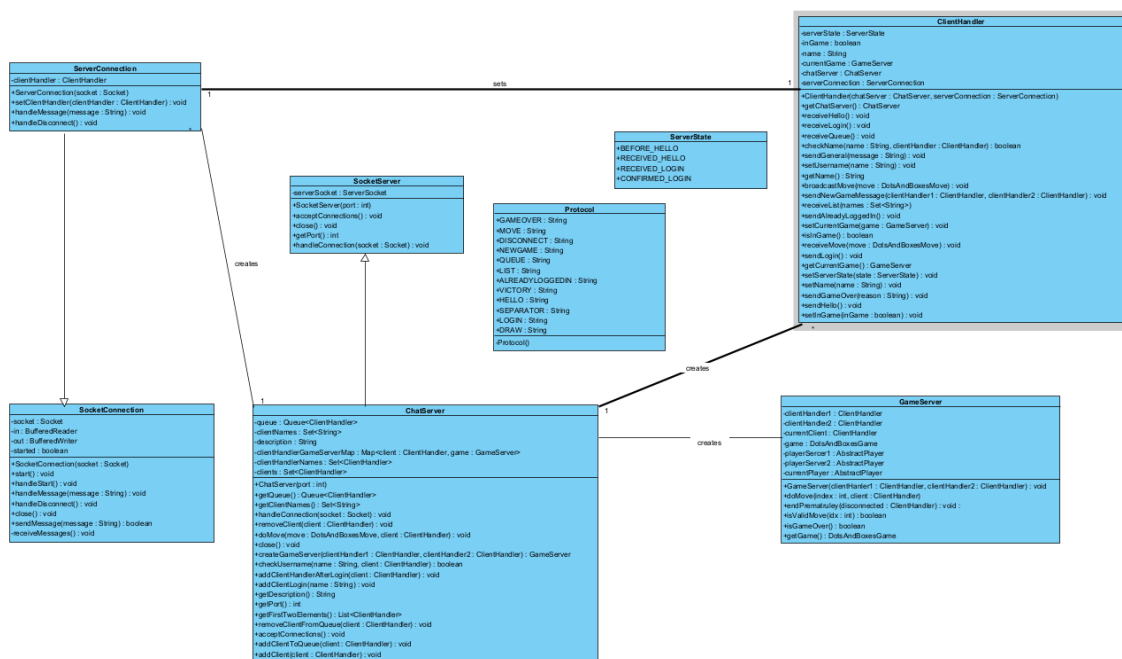 ClientHandler
-serverState : ServerState
-inGame : boolean
-name : String
-currentGame : GameServer
-chatServer : ChatServer
-serverConnection : ServerConnection
+ClientHandler(chatServer : ChatServer, serverConnection : ServerConnection)
+getChatServer() : ChatServer
+receiveHello() : void
+receiveLogin() : void
+receiveQueue() : void
+checkName(name : String, clientHandler : ClientHandler) : boolean
+sendGeneral(message : String) : void
+setUsername(name : String) : void
+getName() : String
+broadcastMove(move : DotsAndBoxesMove) : void
+sendNewGameMessage(clientHandler1 : ClientHandler, clientHandler2 : ClientHandler) : void
+receiveList(names : Set<String>)
+sendAlreadyLoggedIn() : void
+setCurrentGame(game : GameServer) : void
+isInGame() : boolean
+receiveMove(move : DotsAndBoxesMove) : void
+sendLogin() : void
+getCurrentGame() : GameServer
+setServerState(state : ServerState) : void
+setName(name : String) : void
+sendGameOver(reason : String) : void
+sendHello() : void
+setInGame(inGame : boolean) : void
ServerConnection
-clientHandler : ClientHandler
+ServerConnection(socket : Socket)
+setClientHandler(clientHandler : ClientHandler) : void
+handleMessage(message : String) : void
+handleDisconnect() : void
1
sets
1
*
ServerState
+BEFORE_HELLO
+RECEIVED_HELLO
+RECEIVED_LOGIN
+CONFIRMED_LOGIN
SocketServer
-serverSocket : ServerSocket
+SocketServer(port : int)
+acceptConnections() : void
+close() : void
+getPort() : int
+handleConnection(socket : Socket) : void
Protocol
+GAMEOVER : String
+MOVE : String
+DISCONNECT : String
+NEWGAME : String
+QUEUE : String
+LIST : String
+ALREADYLOGGEDIN : String
+VICTORY : String
+HELLO : String
+SEPARATOR : String
+LOGIN : String
+DRAW : String
-Protocol()
creates
*
creates
1
1
SocketConnection
-socket : Socket
-in : BufferedReader
-out : BufferedWriter
-started : boolean
+SocketConnection(socket : Socket)
+start() : void
+handleStart() : void
+handleMessage(message : String) : void
+handleDisconnect() : void
+close() : void
+sendMessage(message : String) : boolean
-receiveMessages() : void
ChatServer
-queue : Queue<ClientHandler>
-clientNames : Set<String>
-description : String
-clientHandlerGameServerMap : Map<client : ClientHandler, game : GameServer>
-clientHandlerNames : Set<ClientHandler>
-clients : Set<ClientHandler>
+ChatServer(port : int)
+getQueue() : Queue<ClientHandler>
+getClientNames() : Set<String>
+handleConnection(socket : Socket) : void
+removeClient(client : ClientHandler) : void
+doMove(move : DotsAndBoxesMove, client : ClientHandler) : void
+close() : void
+createGameServer(clientHandler1 : ClientHandler, clientHandler2 : ClientHandler) : GameServer
+checkUsername(name : String, client : ClientHandler) : boolean
+addClientHandlerAfterLogin(client : ClientHandler) : void
+addClientLogin(name : String) : void
+getDescription() : String
+getPort() : int
+getFirstTwoElements() : List<ClientHandler>
+removeClientFromQueue(client : ClientHandler) : void
+acceptConnections() : void
+addClientToQueue(client : ClientHandler) : void
+addClient(client : ClientHandler) : void
creates
GameServer
-clientHandler1 : ClientHandler
-clientHandler2 : ClientHandler
-currentClient : ClientHandler
-game : DotsAndBoxesGame
-playerSercer1 : AbstractPlayer
-playerServer2 : AbstractPlayer
-currentPlayer : AbstractPlayer
+GameServer(clientHanler1 : ClientHandler, clientHandler2 : ClientHandler) : void
+doMove(index : int, client : ClientHandler)
+endPrematruley(disconnected : ClientHandler) : void :
+isValidMove(idx : int) : boolean
+isGameOver() : boolean
+getGame() : DotsAndBoxesGame